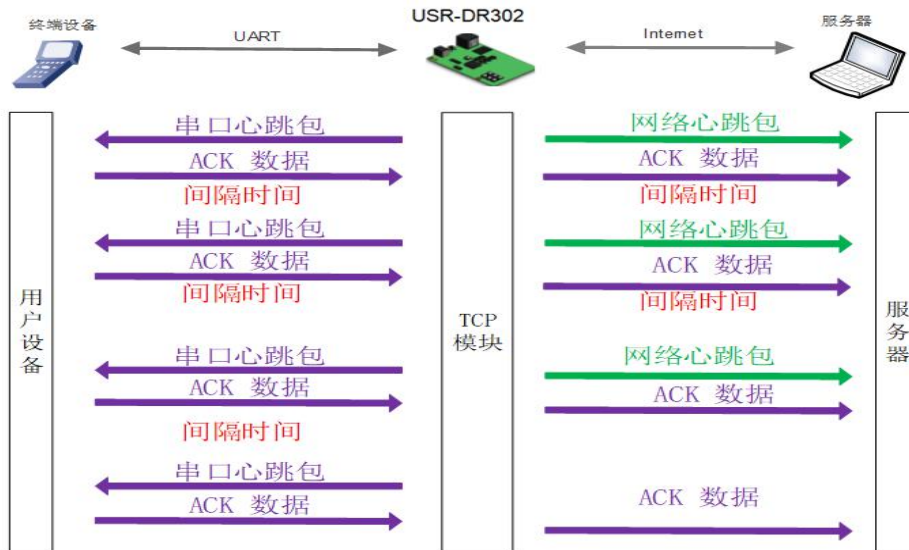 终端设备
UART
USR-DR302
Internet
服务器
串口心跳包
网络心跳包
ACK 数据
ACK 数据
间隔时间
间隔时间
串口心跳包
网络心跳包
ACK 数据
ACK 数据
间隔时间
间隔时间
用户设备
TCP
模块
服务器
串口心跳包
网络心跳包
ACK 数据
ACK 数据
间隔时间
串口心跳包
ACK 数据
ACK 数据